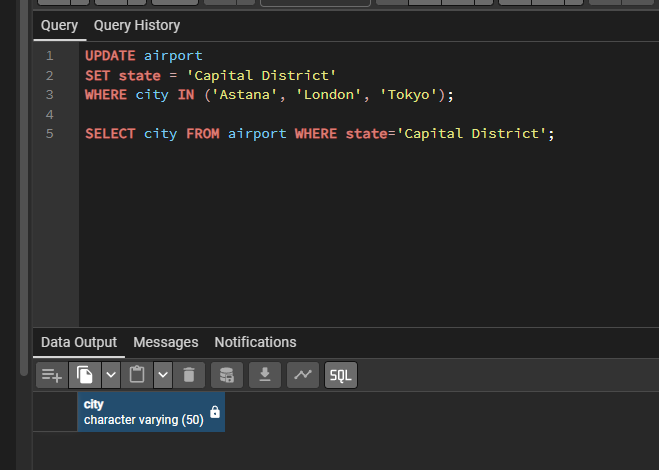 Query Query History
1 UPDATE airport
2 SET state = 'Capital District'
3 WHERE city IN ('Astana', 'London', 'Tokyo');
4
5 SELECT city FROM airport WHERE state='Capital District';
Data Output Messages Notifications
SQL
city
character varying (50)